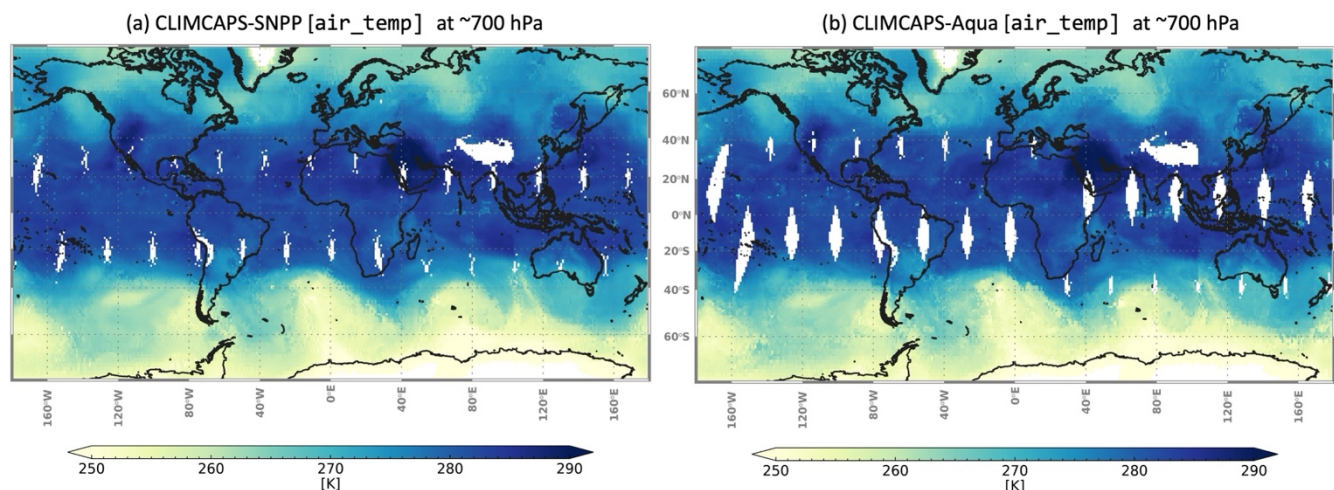 (a) CLIMCAPS-SNPP [air_temp] at ~700 hPa
(b) CLIMCAPS-Aqua [air_temp] at ~700 hPa
60°N
40°N
20°N
0°N
20°S
40°S
60°S
160°W
120°W
80°W
40°W
0°E
40°E
80°E
120°E
160°E
160°W
120°W
80°W
40°W
0°E
40°E
80°E
120°E
160°E
250 260 270 280 290
[K]
250 260 270 280 290
[K]